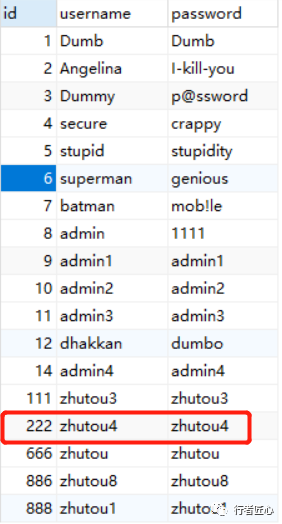 id username password
1 Dumb Dumb
2 Angelina I-kill-you
3 Dummy p@ssword
4 secure crappy
5 stupid stupidity
6 superman genious
7 batman mob!le
8 admin 1111
9 admin1 admin1
10 admin2 admin2
11 admin3 admin3
12 dhakkan dumbo
14 admin4 admin4
111 zhutou3 zhutou3
222 zhutou4 zhutou4
666 zhutou zhutou
886 zhutou8 zhutou8
888 zhutou1 zhutou1
行者匠心